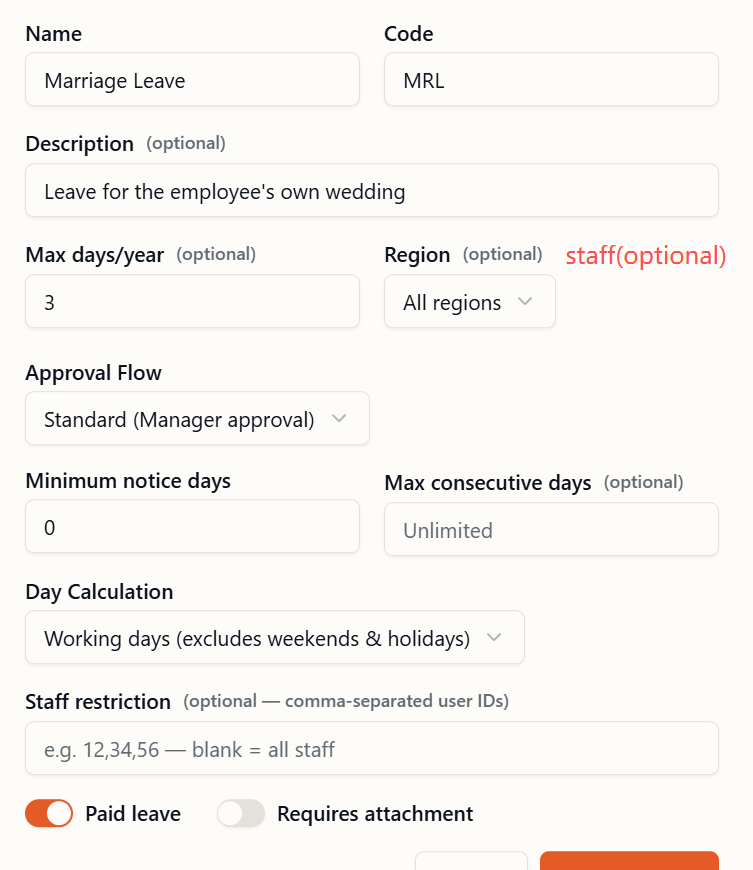 Name Code
Marriage Leave MRL
Description (optional)
Leave for the employee's own wedding
Max days/year (optional) Region (optional) staff(optional)
3 All regions
Approval Flow
Standard (Manager approval)
Minimum notice days Max consecutive days (optional)
0 Unlimited
Day Calculation
Working days (excludes weekends & holidays)
Staff restriction (optional — comma-separated user IDs)
e.g. 12,34,56 — blank = all staff
Paid leave Requires attachment